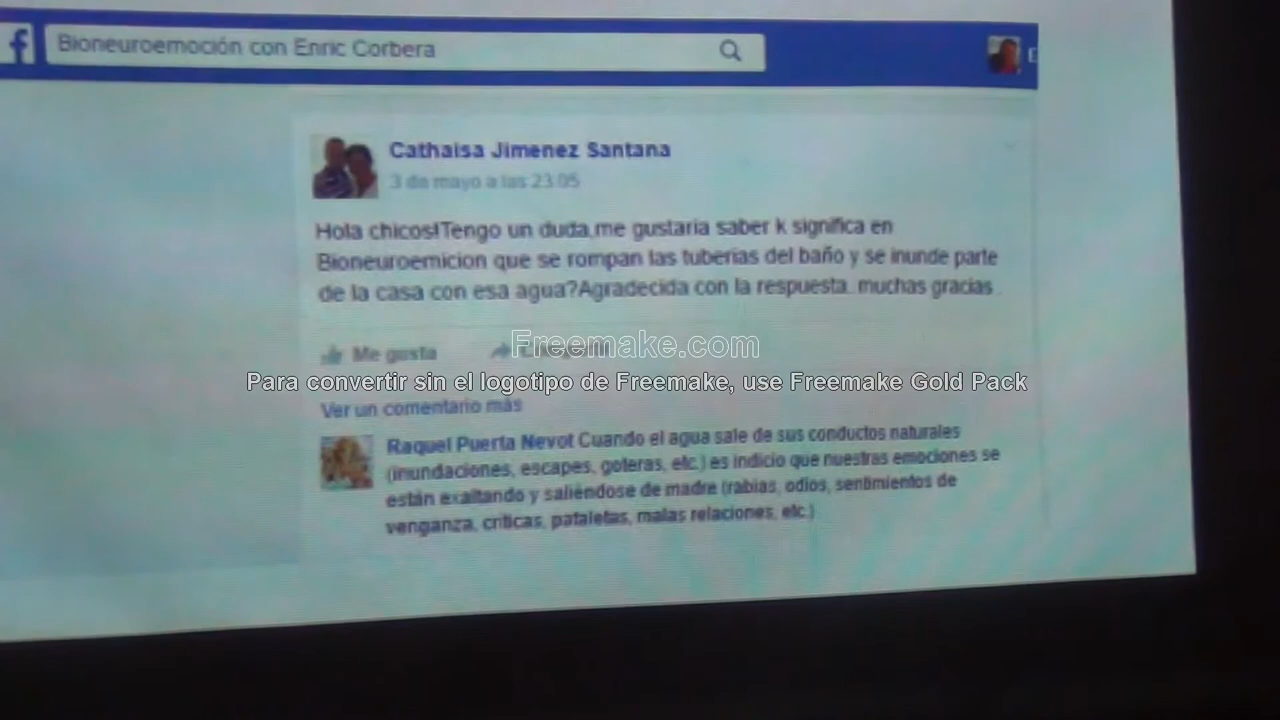 Bioneuroemoción con Enric Corbera
E
Cathaisa Jimenez Santana
3 de mayo a las 23:05
Hola chicos!Tengo un duda,me gustaria saber k significa en
Bioneuroemicion que se rompan las tuberias del baño y se inunde parte
de la casa con esa agua?Agradecida con la respuesta. muchas gracias.
Me gusta
Freemake.com
Para convertir sin el logotipo de Freemake, use Freemake Gold Pack
Ver un comentario más
Raquel Puerta Nevot Cuando el agua sale de sus conductos naturales
(inundaciones, escapes, goteras, etc.) es indicio que nuestras emociones se
están exaltando y saliéndose de madre (rabias, odios, sentimientos de
venganza, críticas, pataletas, malas relaciones, etc.)